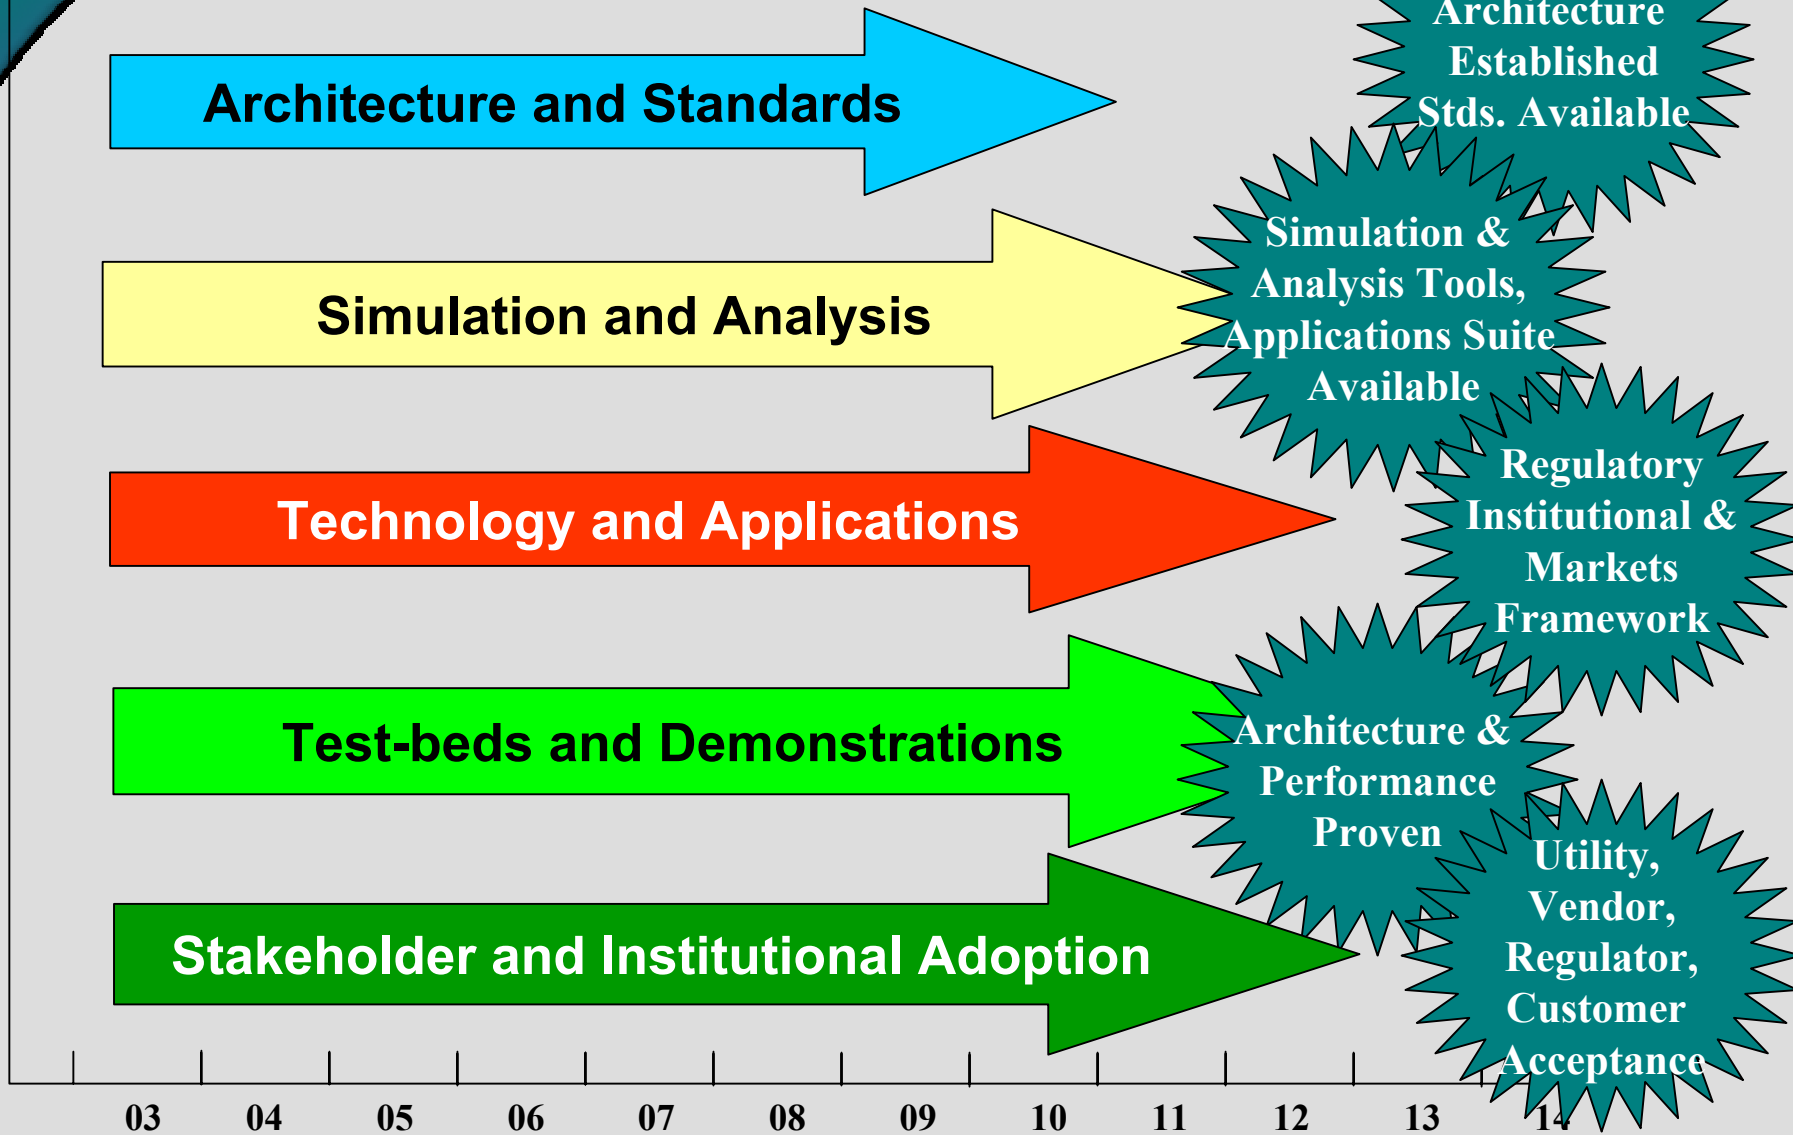 Architecture
Established
Stds. Available
Architecture and Standards
Simulation &
Analysis Tools,
Applications Suite
Available
Simulation and Analysis
Regulatory
Institutional &
Markets
Framework
Technology and Applications
Architecture &
Performance
Proven
Test-beds and Demonstrations
Utility,
Vendor,
Regulator,
Customer
Acceptance
Stakeholder and Institutional Adoption
03 04 05 06 07 08 09 10 11 12 13 14